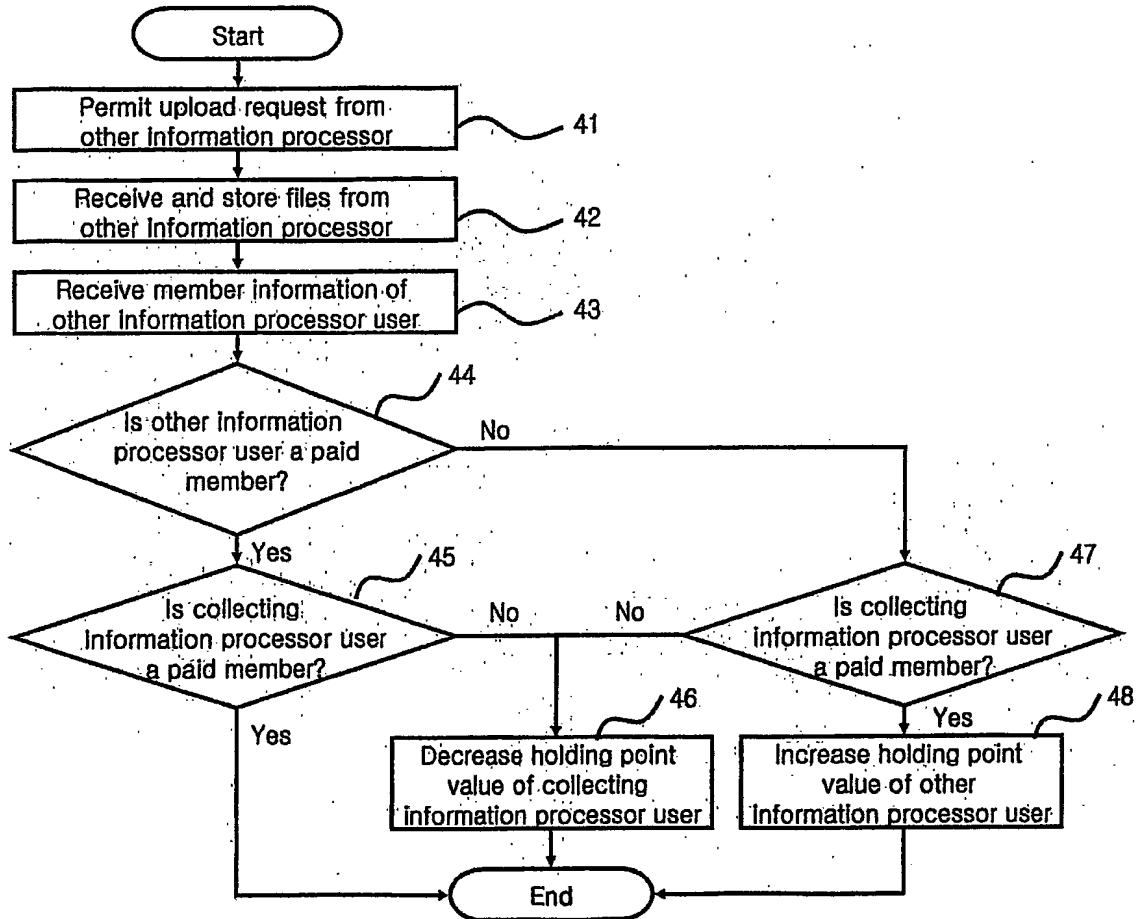 Start
Permit upload request from
other information processor
41
Receive and store files from
other information processor
42
Receive member information of
other information processor user
43
44
Is other information
processor user a paid
member?
No
Yes
45
Is collecting
information processor user
a paid member?
No
No
47
Is collecting
information processor user
a paid member?
Yes
46
Decrease holding point
value of collecting
information processor user
Yes
48
Increase holding point
value of other
information processor user
End